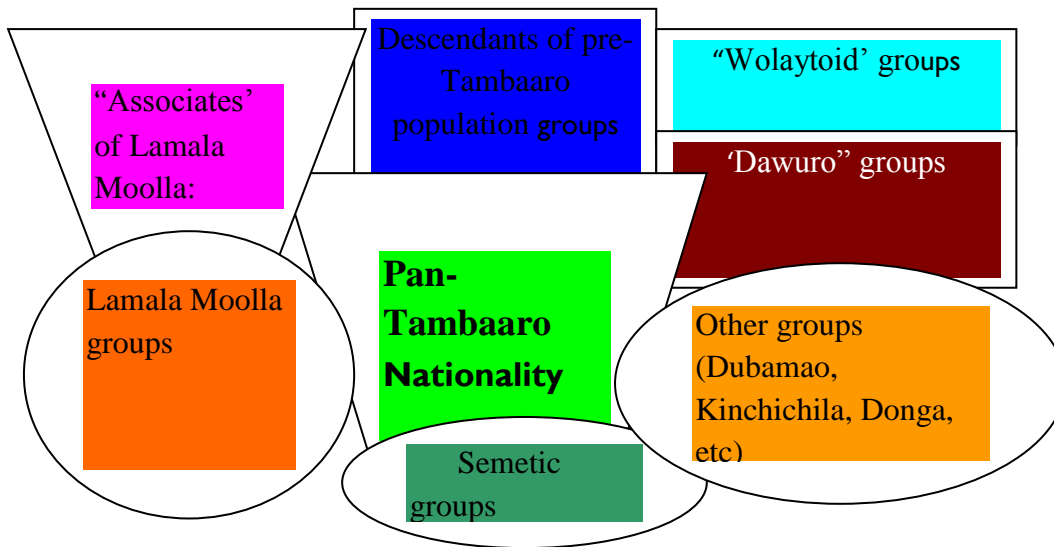 Descendants of pre-
Tambaaro
population groups
“Wolaytoid’ groups
“Associates’
of Lamala
Moolla:
‘Dawuro” groups
Lamala Moolla
groups
Pan-
Tambaaro
Nationality
Other groups
(Dubamao,
Kinchichila, Donga,
etc)
Semetic
groups